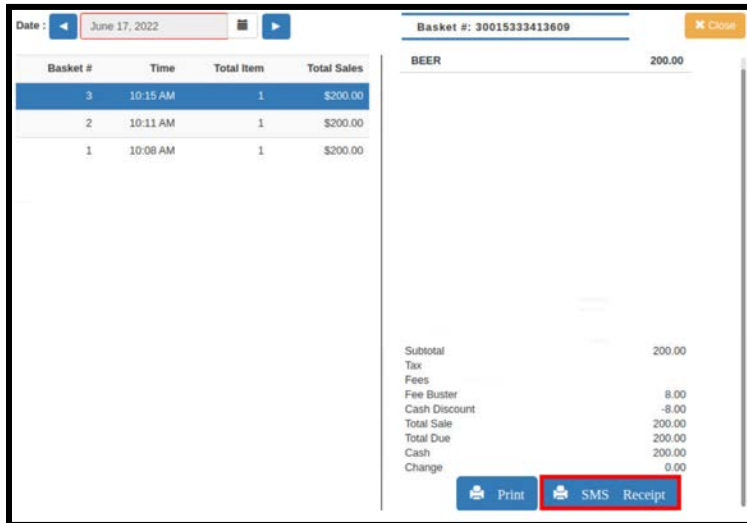 Date : June 17, 2022
Basket # Time Total Item Total Sales
3 10:15 AM 1 $200.00
2 10:11 AM 1 $200.00
1 10:08 AM 1 $200.00
Basket #: 30015333413609
Close
BEER 200.00
Subtotal 200.00
Tax
Fees
Fee Buster 8.00
Cash Discount -8.00
Total Sale 200.00
Total Due 200.00
Cash 200.00
Change 0.00
Print SMS Receipt